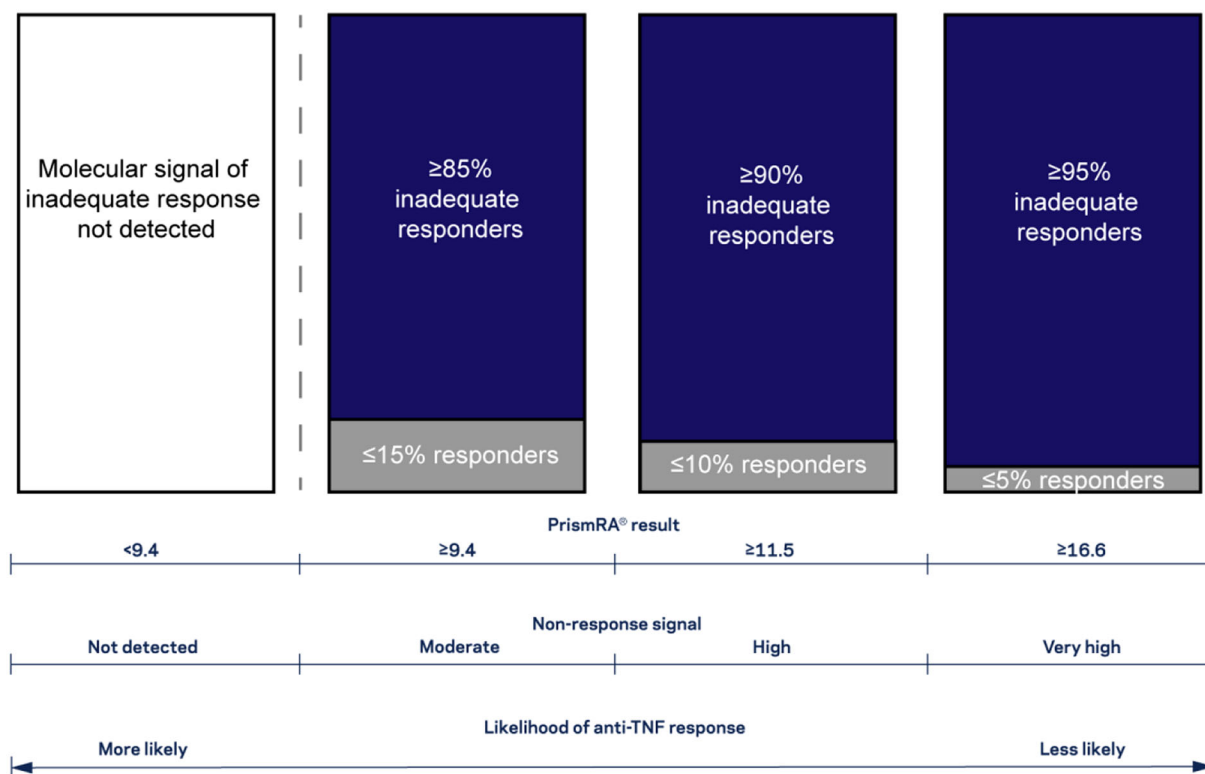 Molecular signal of
inadequate response
not detected
≥85%
inadequate
responders
≤15% responders
≥90%
inadequate
responders
≤10% responders
≥95%
inadequate
responders
≤5% responders
PrismRA® result
<9.4
≥9.4
≥11.5
≥16.6
Non-response signal
Not detected
Moderate
High
Very high
Likelihood of anti-TNF response
More likely
Less likely